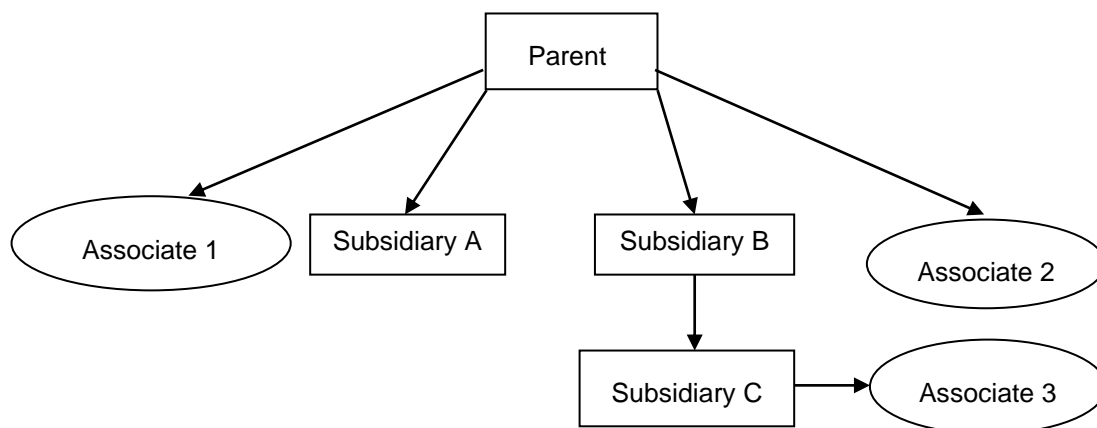 Parent
Associate 1
Subsidiary A
Subsidiary B
Associate 2
Subsidiary C
Associate 3